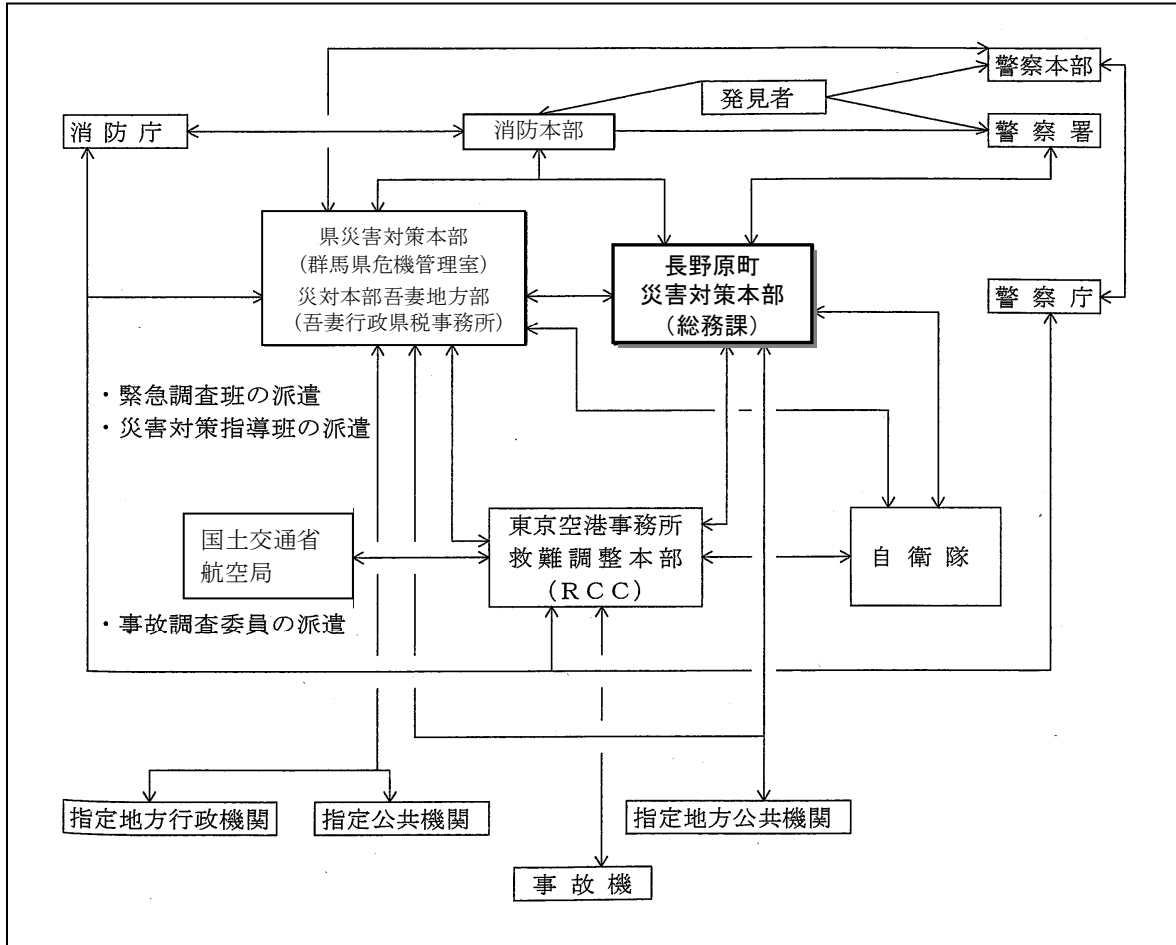 警察本部
発見者
消防庁
消防本部
警察署
県災害対策本部
(群馬県危機管理室)
災対本部吾妻地方部
(吾妻行政県税事務所)
長野原町
災害対策本部
(総務課)
警察庁
・緊急調査班の派遣
・災害対策指導班の派遣
国土交通省
航空局
東京空港事務所
救難調整本部
(RCC)
自衛隊
・事故調査委員の派遣
指定地方行政機関
指定公共機関
指定地方公共機関
事故機